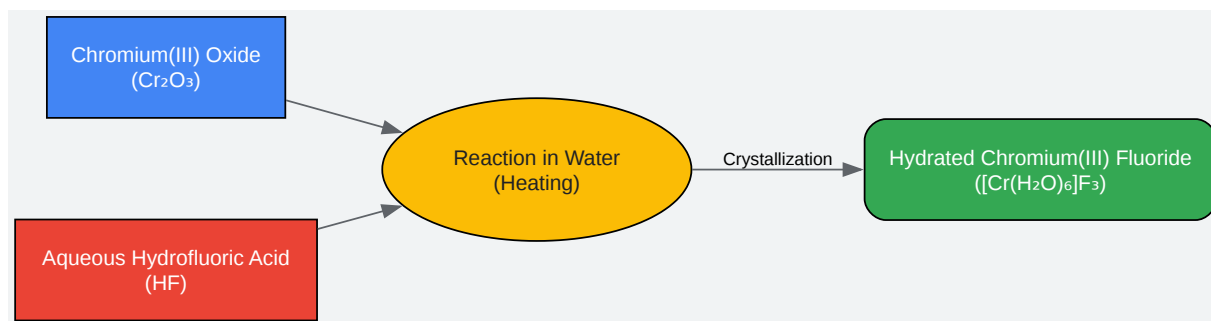 Chromium(III) Oxide
(Cr₂O₃)
Aqueous Hydrofluoric Acid
(HF)
Reaction in Water
(Heating)
Crystallization
Hydrated Chromium(III) Fluoride
([Cr(H₂O)₆]F₃)